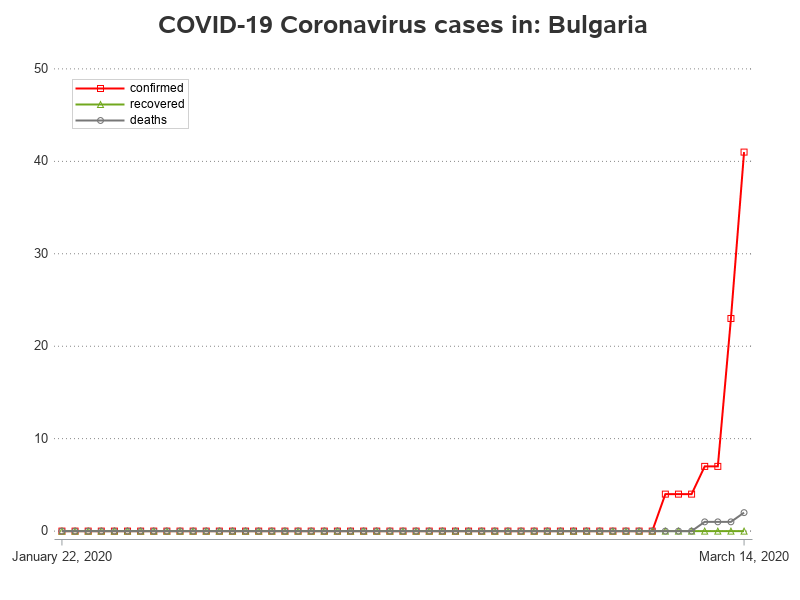 COVID-19 Coronavirus cases in: Bulgaria
50
confirmed
recovered
deaths
40
30
20
10
0
January 22, 2020
March 14, 2020